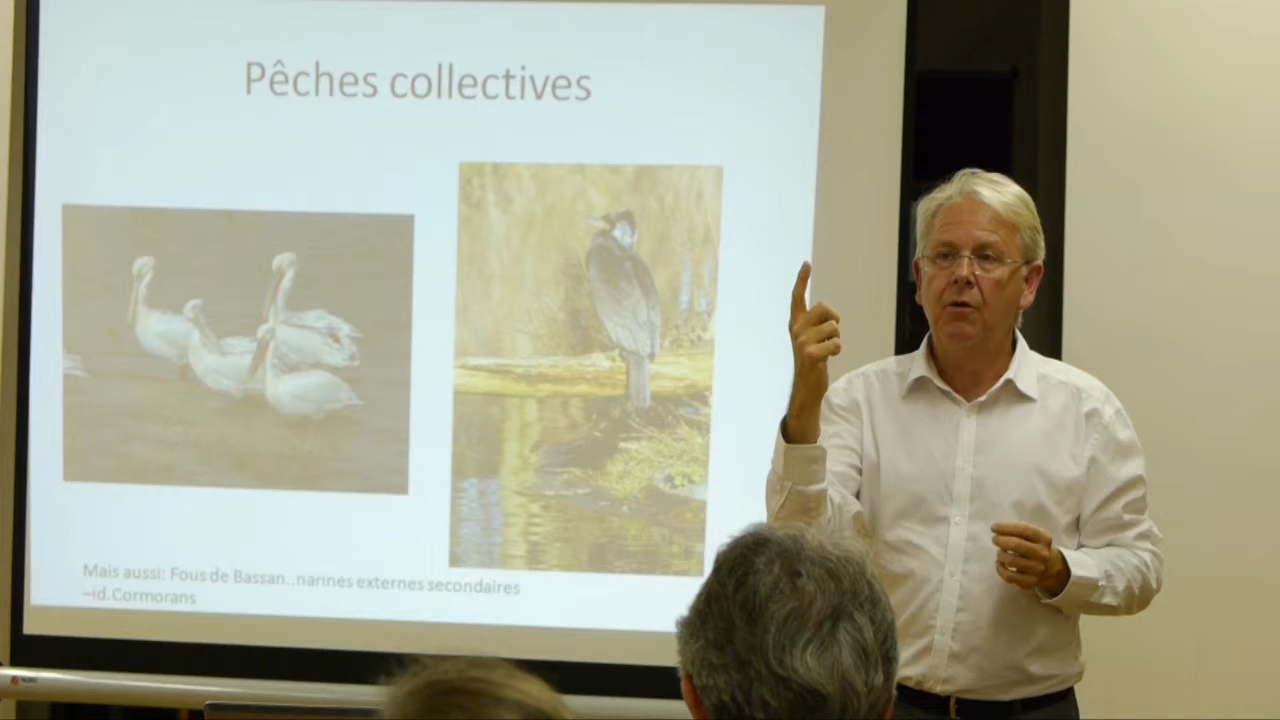 Pêches collectives
Mais aussi: Fous de Bassan..nannes externes secondaires
–id. Cormorans